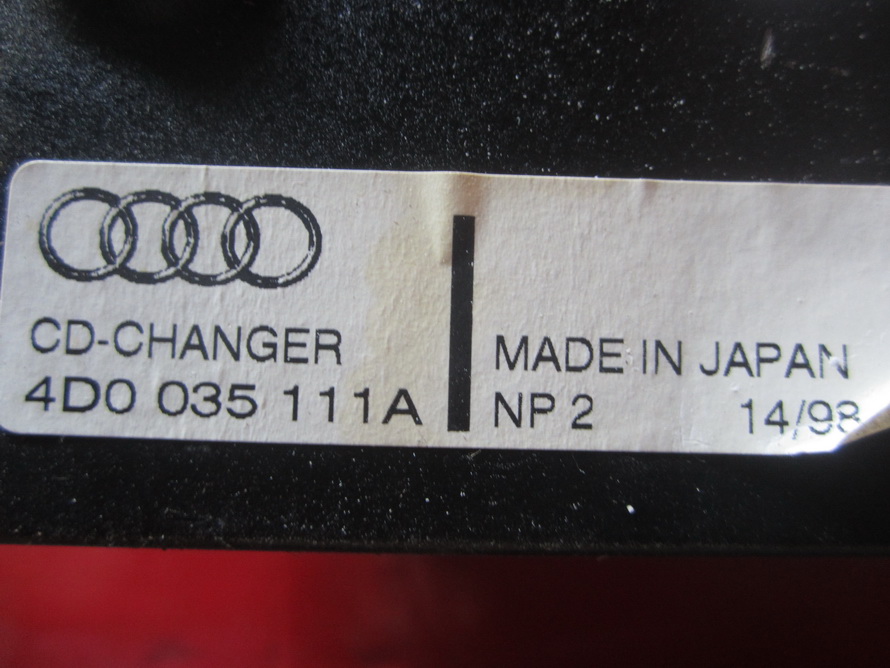 CD-CHANGER
4D0 035 111A
MADE IN JAPAN
NP 2 14/98